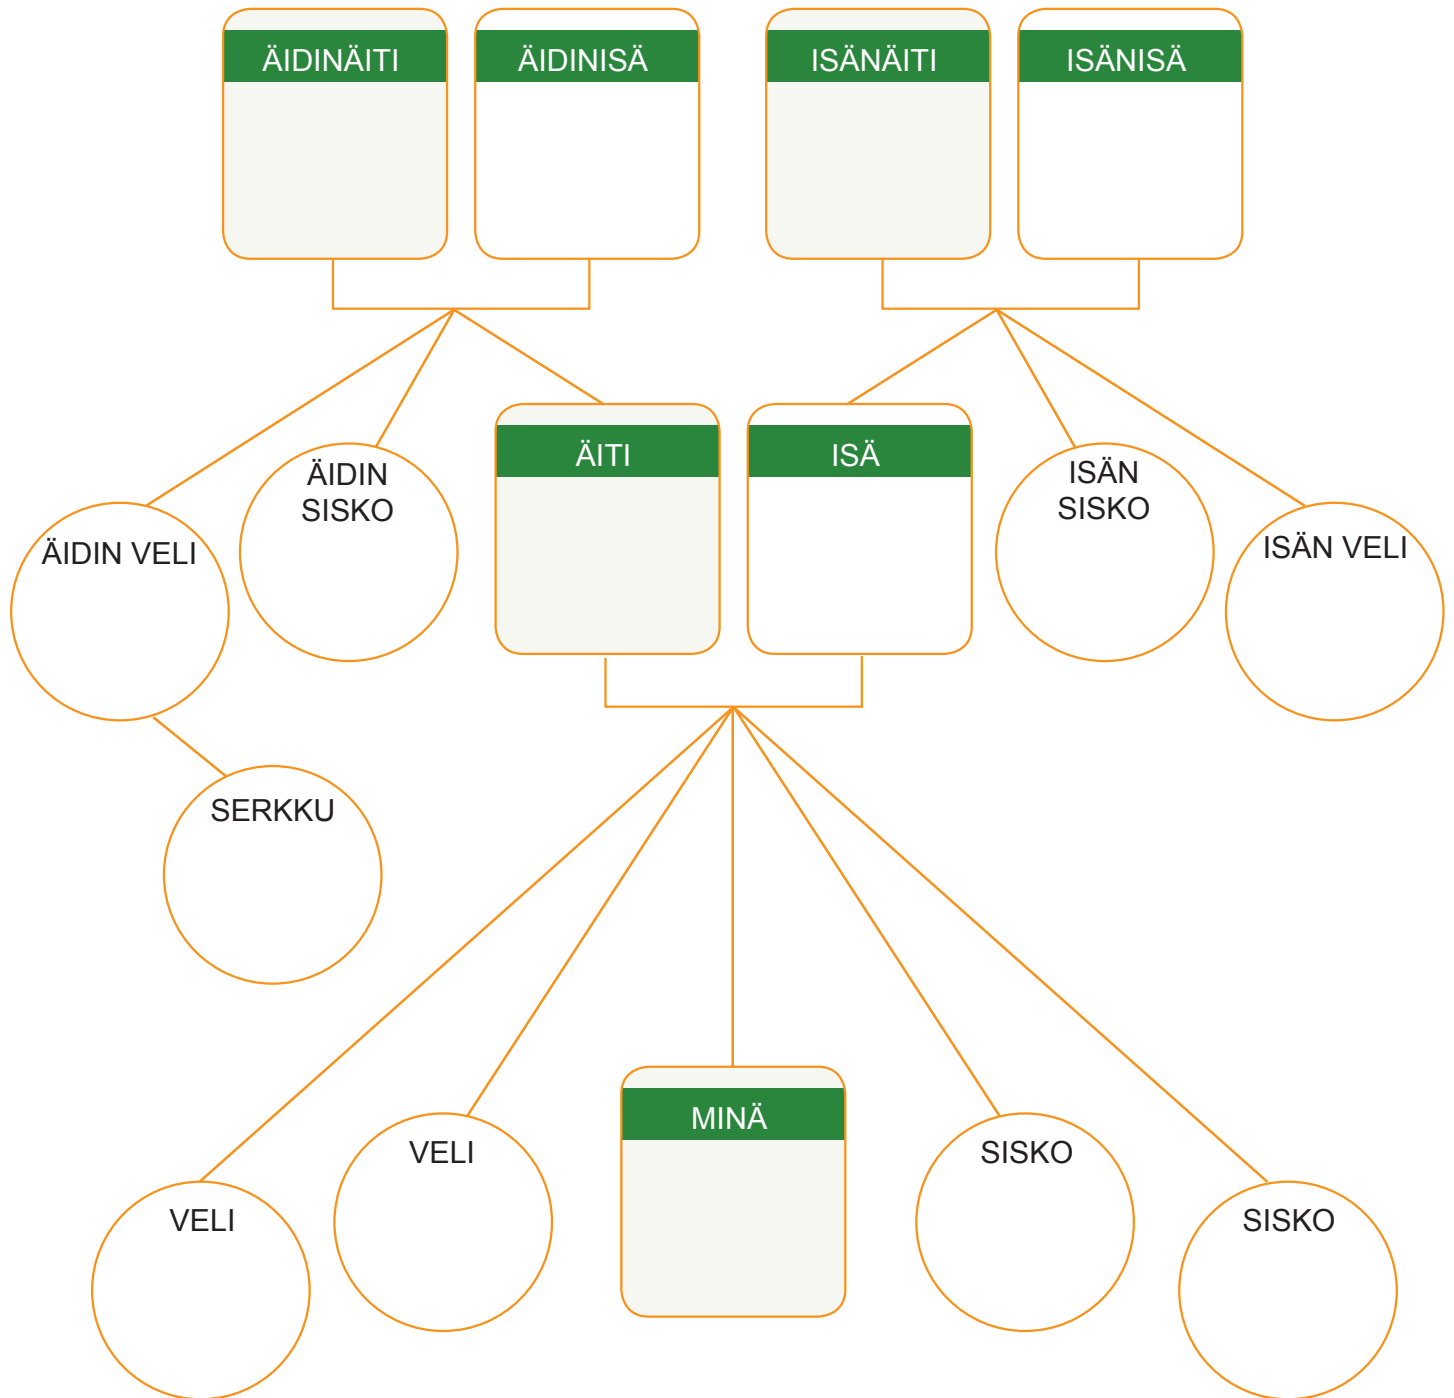 ÄIDINÄITI
ÄIDINISÄ
ISÄNÄITI
ISÄNISÄ
ÄIDIN VELI
ÄIDIN
SISKO
ÄITI
ISÄ
ISÄN
SISKO
ISÄN VELI
SERKKU
VELI
VELI
MINÄ
SISKO
SISKO